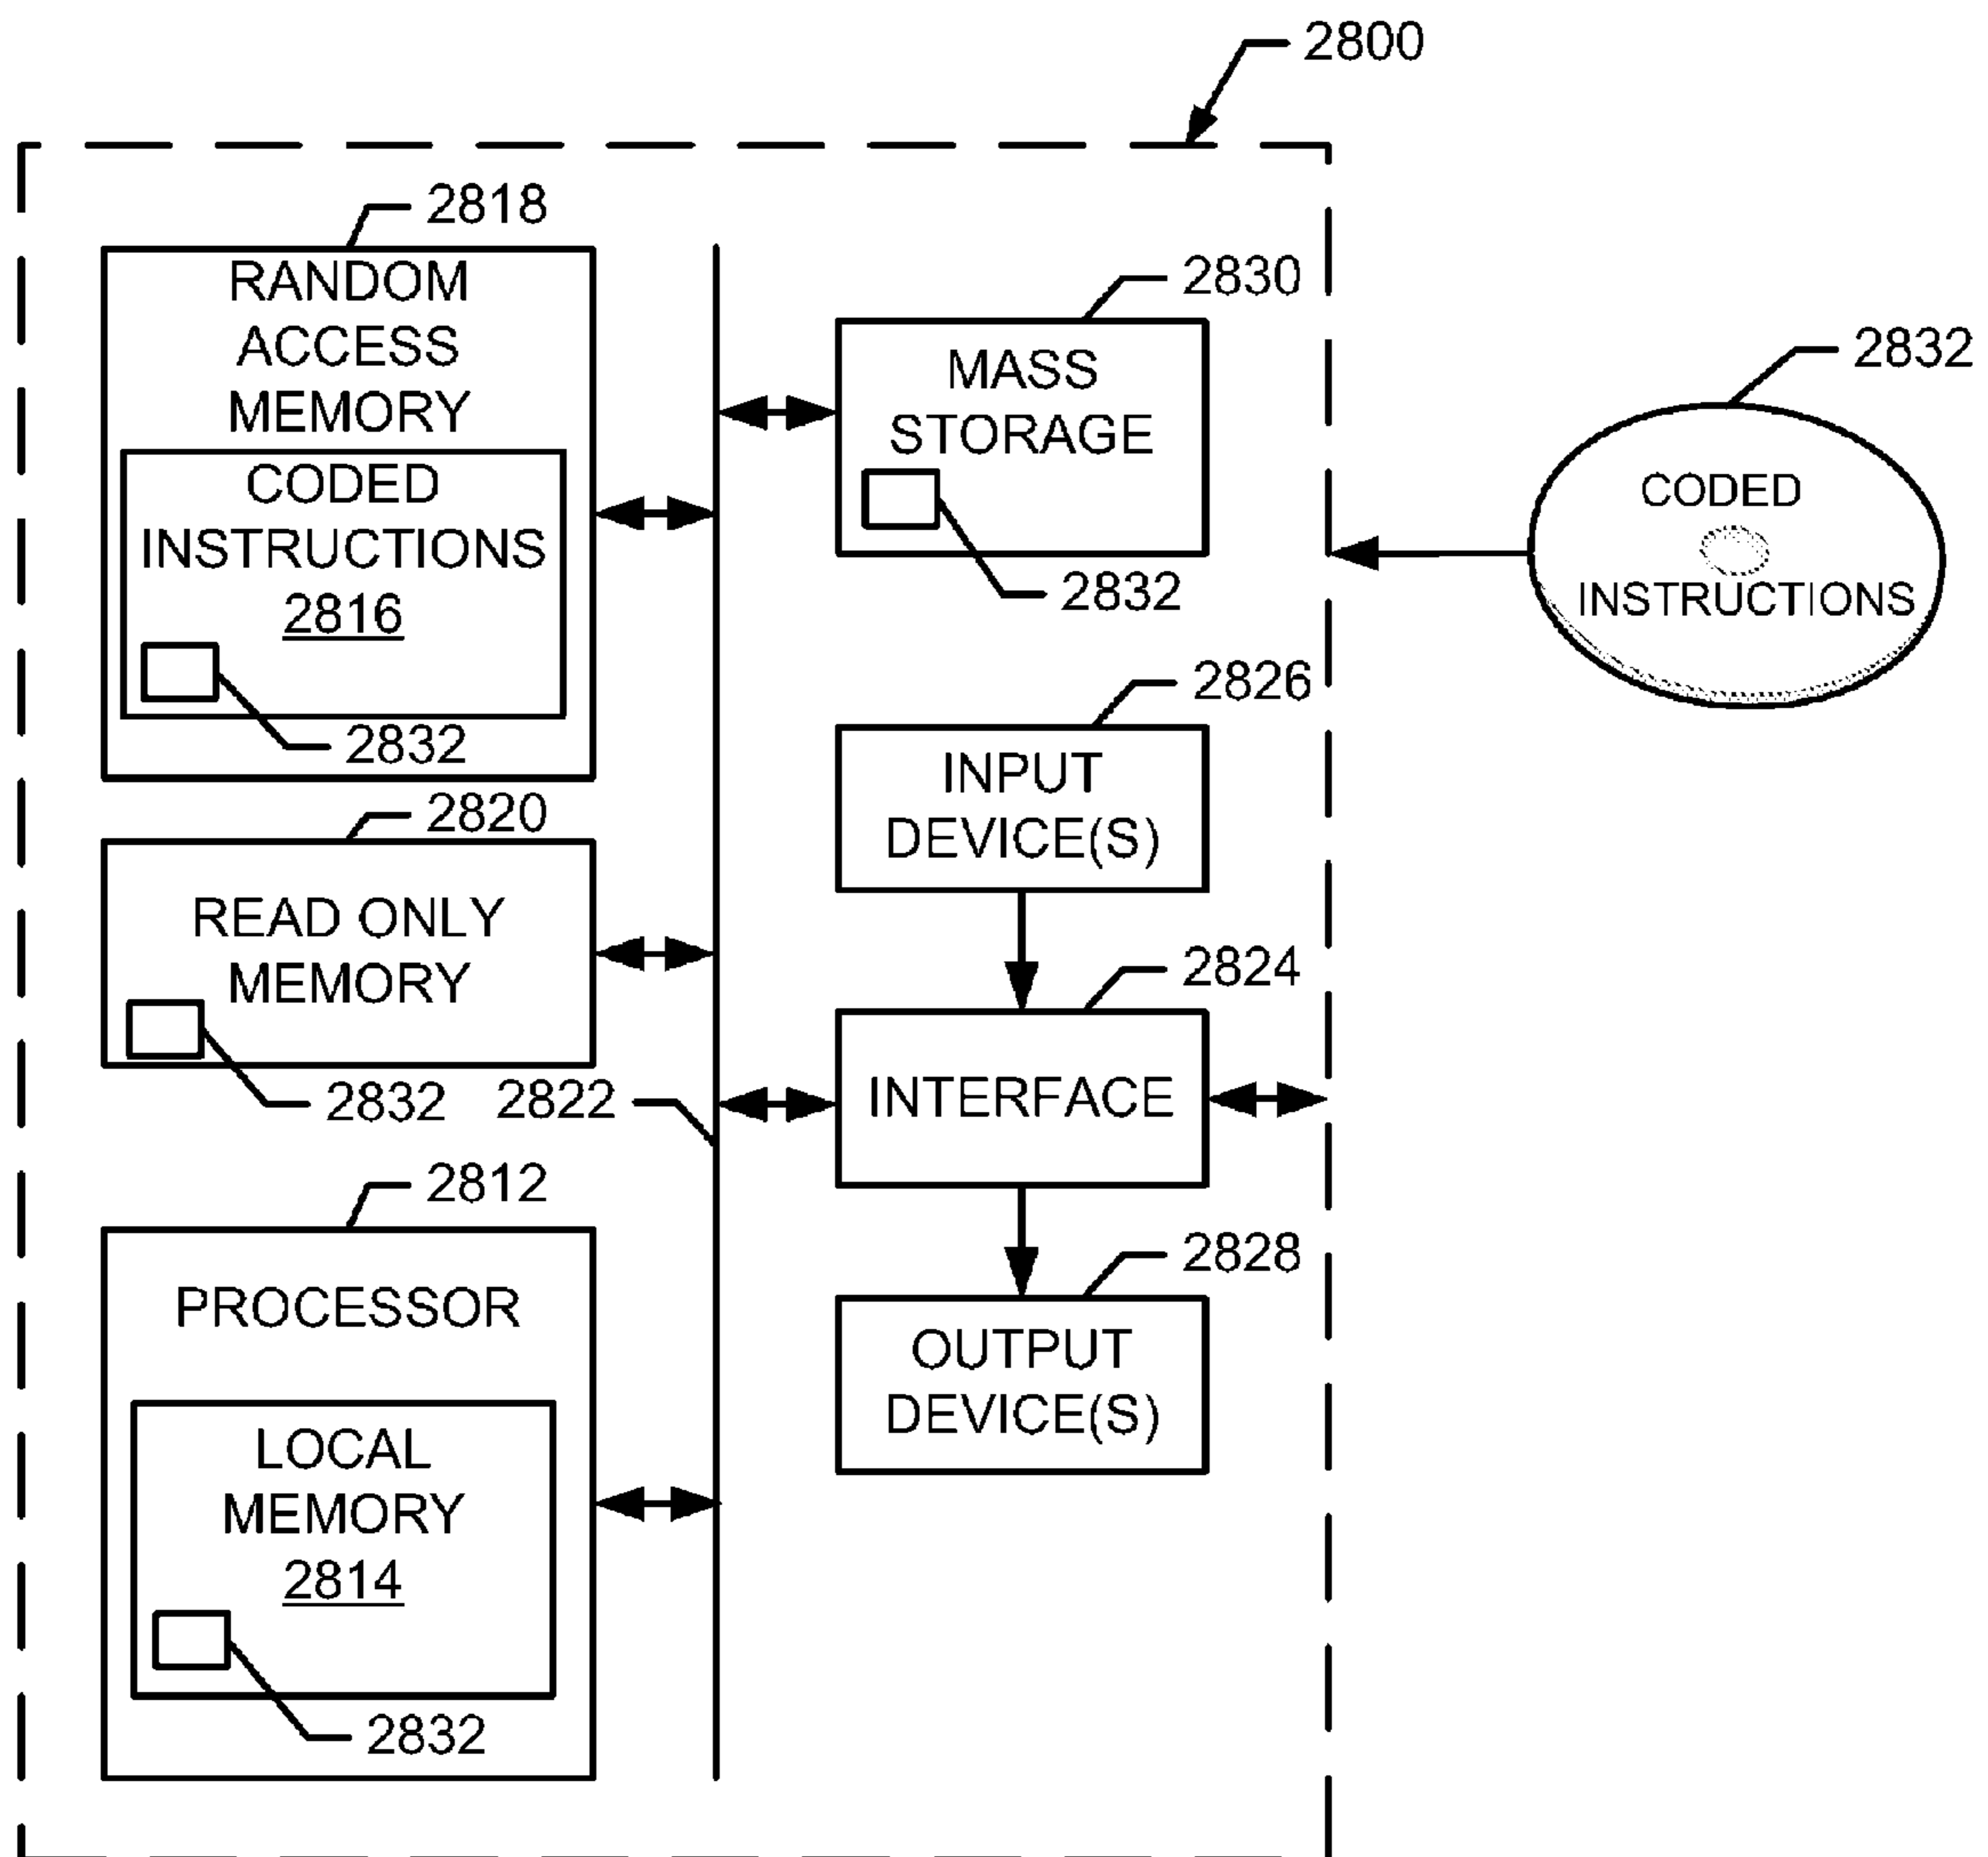 2800
2818
RANDOM
ACCESS
MEMORY
CODED
INSTRUCTIONS
2816
2832
2820
READ ONLY
MEMORY
2832
2822
2812
PROCESSOR
LOCAL
MEMORY
2814
2832
2830
MASS
STORAGE
2832
2826
INPUT
DEVICE(S)
2824
INTERFACE
2828
OUTPUT
DEVICE(S)
2832
CODED
INSTRUCTIONS